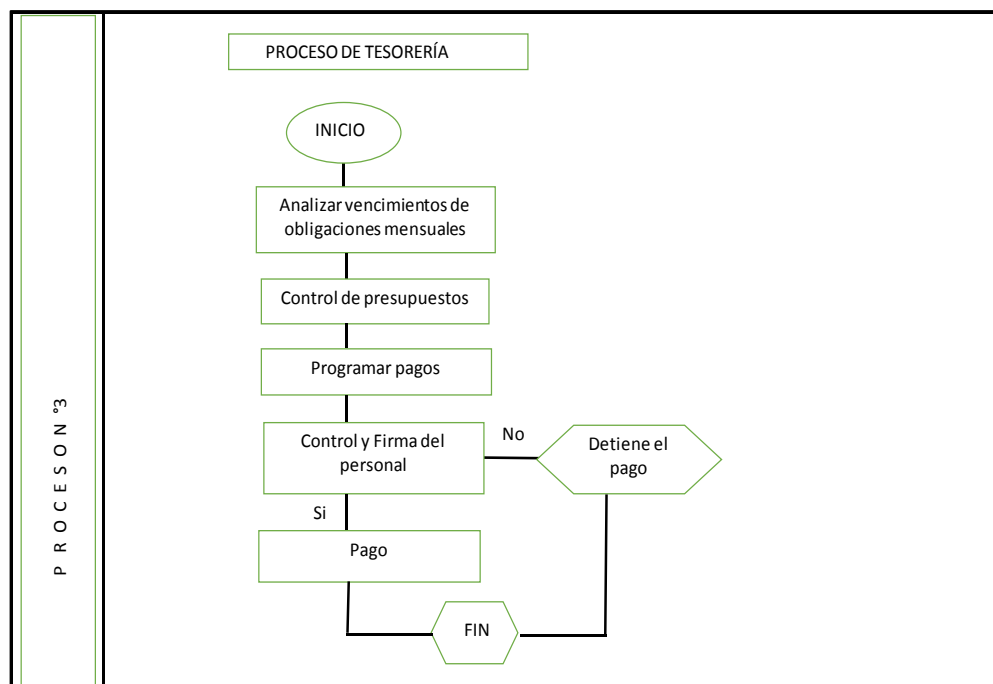 PROCESO N °3
PROCESO DE TESORERÍA
INICIO
Analizar vencimientos de
obligaciones mensuales
Control de presupuestos
Programar pagos
Control y Firma del
personal
No
Detiene el
pago
Si
Pago
FIN